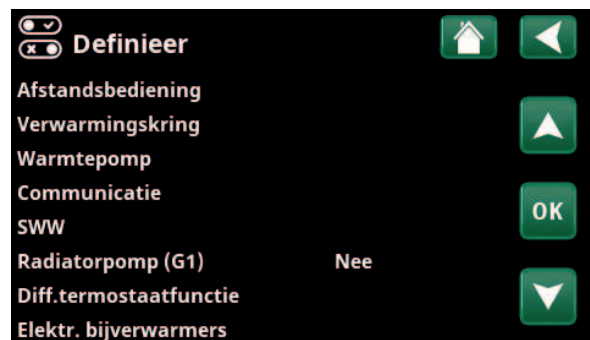 Definieer
Afstandsbediening
Verwarmingskring
Warmtepomp
Communicatie
OK
SWW
Radiatorpomp (G1) Nee
Diff.termostaatfunctie
Elektr. bijverwarmers